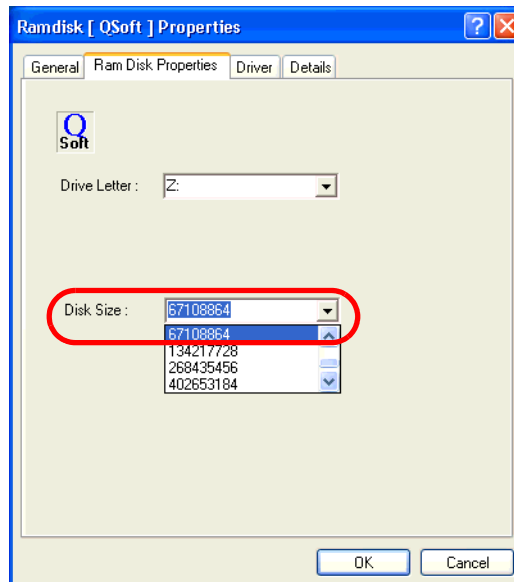 Ramdisk [ QSoft ] Properties
General Ram Disk Properties Driver Details
Q
Soft
Drive Letter : Z:
Disk Size : 67108864
67108864
134217728
268435456
402653184
OK Cancel